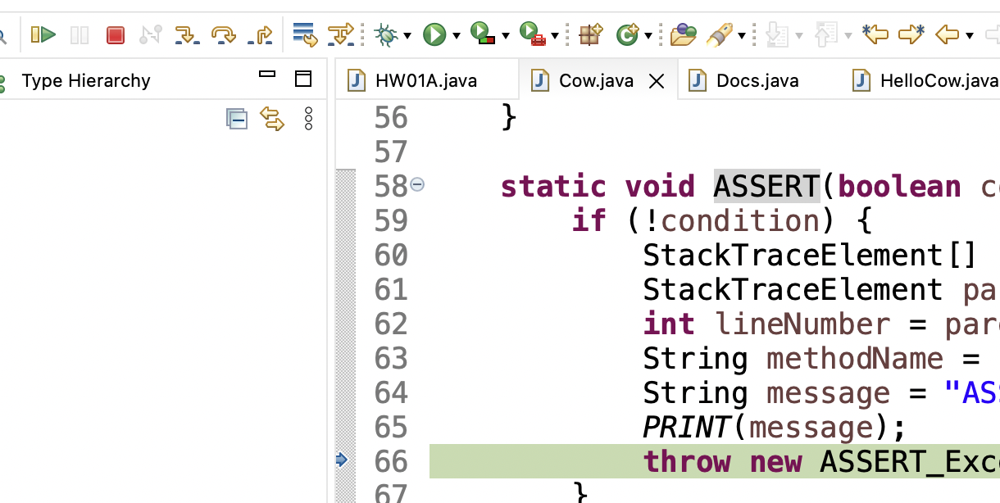 Type Hierarchy
HW01A.java
Cow.java
Docs.java
HelloCow.java
56 }
57
58 static void ASSERT(boolean c
59 if (!condition) {
60 StackTraceElement[]
61 StackTraceElement pa
62 int lineNumber = par
63 String methodName =
64 String message = "AS
65 PRINT(message);
66 throw new ASSERT_Exc
67 }